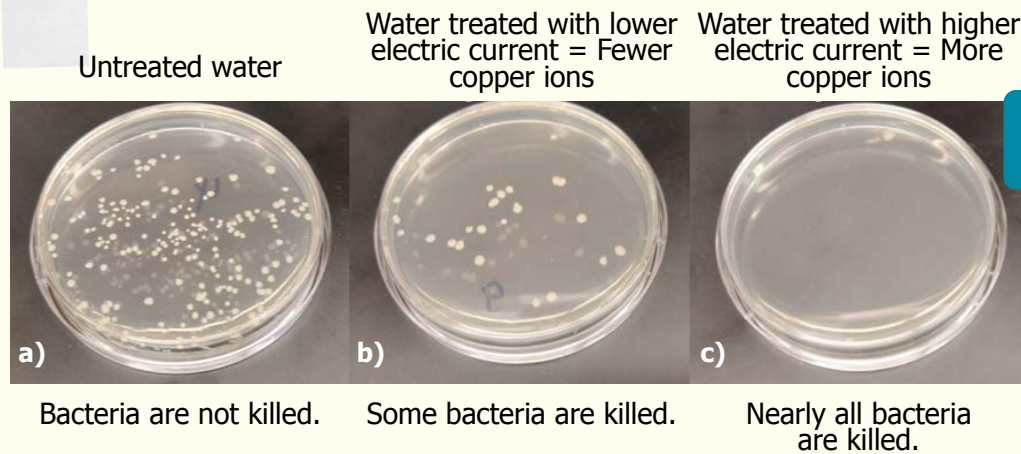 Untreated water
Water treated with lower
electric current = Fewer
copper ions
Water treated with higher
electric current = More
copper ions
a)
b)
c)
Bacteria are not killed.
Some bacteria are killed.
Nearly all bacteria
are killed.